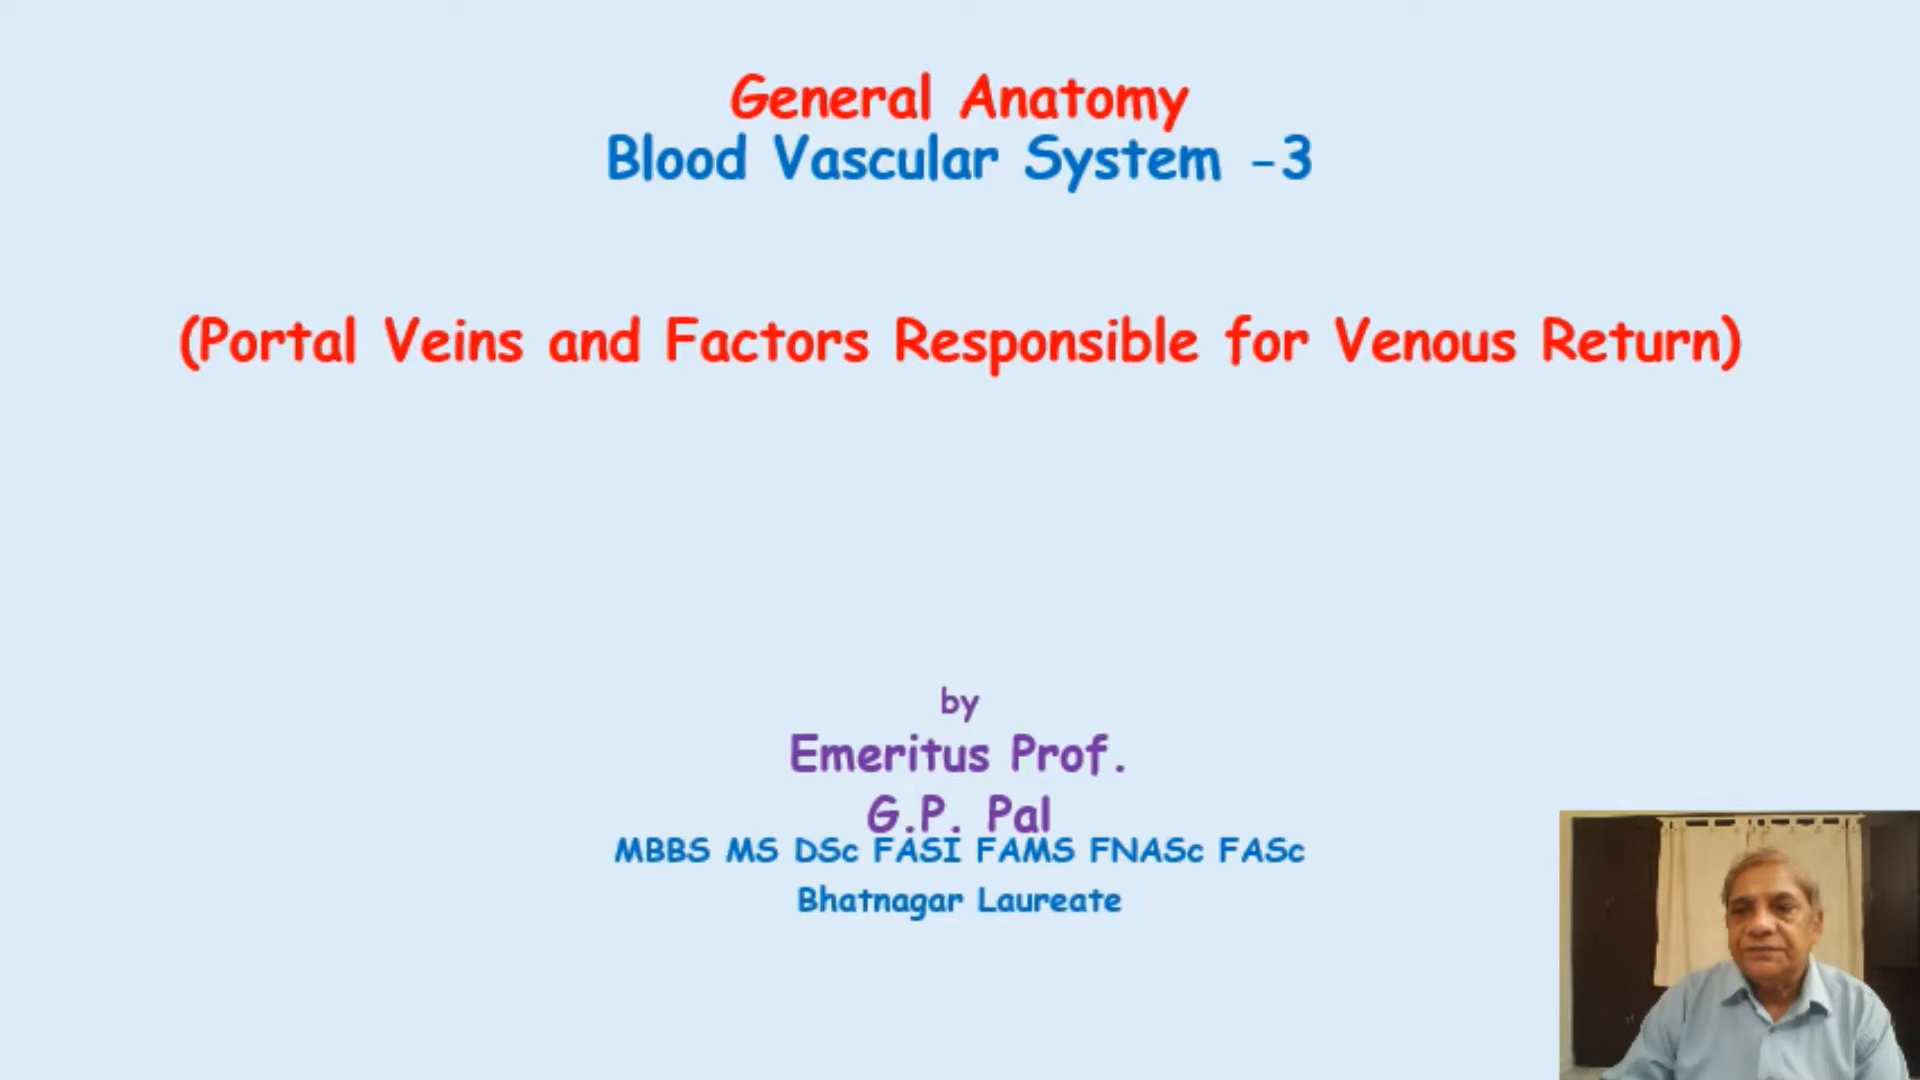 General Anatomy
Blood Vascular System -3
(Portal Veins and Factors Responsible for Venous Return)
by
Emeritus Prof.
G.P. Pal
MBBS MS DSc FASI FAMS FNASc FASc
Bhatnagar Laureate